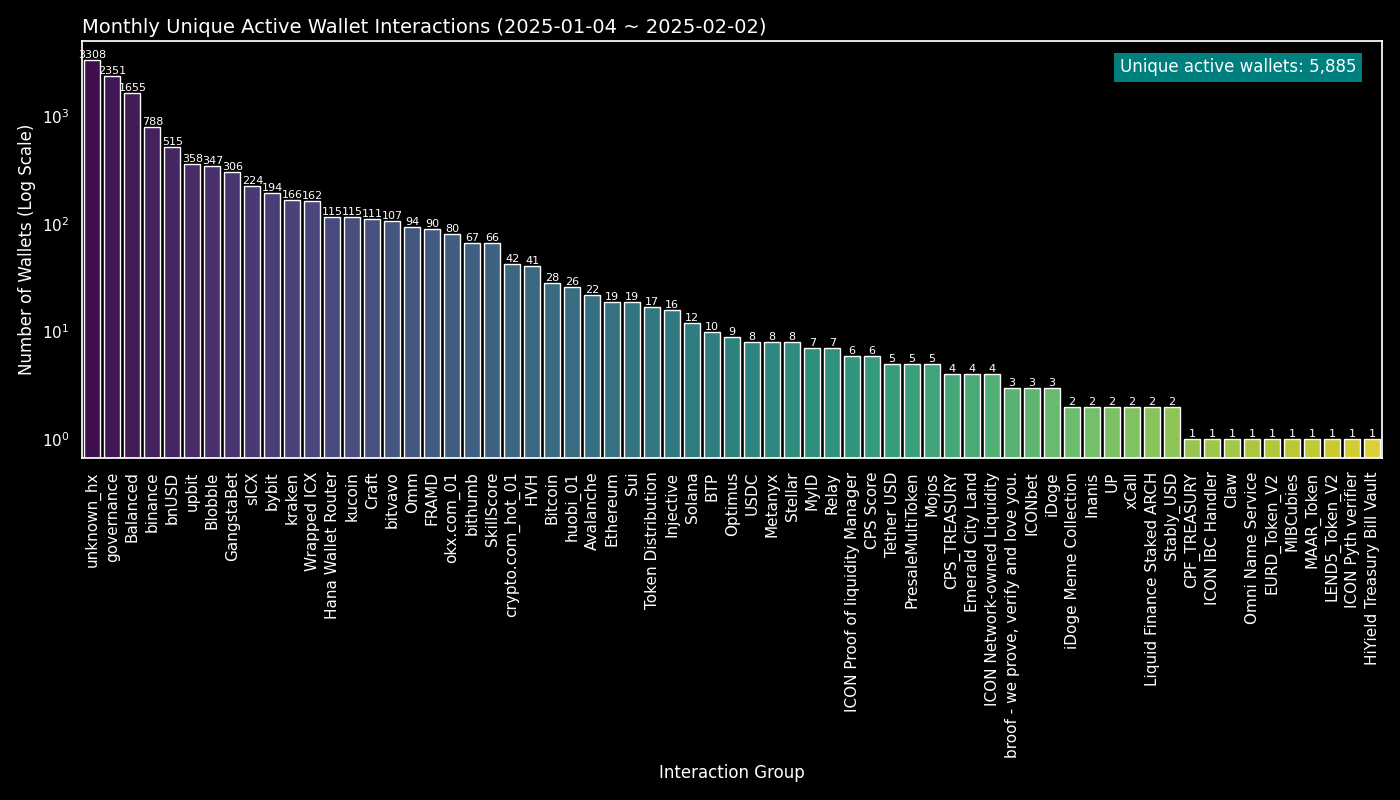 Monthly Unique Active Wallet Interactions (2025-01-04 ~ 2025-02-02)
Unique active wallets: 5,885
Number of Wallets (Log Scale)
10³
10²
10¹
10⁰
3308
2351
1655
788
515
358
347
306
224
194
166
162
115
115
111
107
94
90
80
67
66
42
41
28
26
22
19
19
17
16
12
10
9
8
8
8
7
7
6
6
5
5
5
4
4
4
3
3
3
2
2
2
2
2
2
1
1
1
1
1
1
1
1
1
1
unknown_hx
governance
Balanced
binance
bnUSD
upbit
Blobble
GangstaBet
sICX
bybit
kraken
Wrapped ICX
Hana Wallet Router
kucoin
Craft
bitvavo
Omm
FRAMD
okx.com_01
bithumb
SkillScore
crypto.com_hot_01
HVH
Bitcoin
huobi_01
Avalanche
Ethereum
Sui
Token Distribution
Injective
Solana
BTP
Optimus
USDC
Metanyx
Stellar
MyID
Relay
ICON Proof of liquidity Manager
CPS Score
Tether USD
PresaleMultiToken
Mojos
CPS_TREASURY
Emerald City Land
ICON Network-owned Liquidity
broof - we prove, verify and love you.
ICONbet
iDoge
iDoge Meme Collection
Inanis
UP
xCall
Liquid Finance Staked ARCH
Stably_USD
CPF_TREASURY
ICON IBC Handler
Claw
Omni Name Service
EURD_Token_V2
MIBCubies
MAAR_Token
LEND5_Token_V2
ICON Pyth verifier
HiYield Treasury Bill Vault
Interaction Group